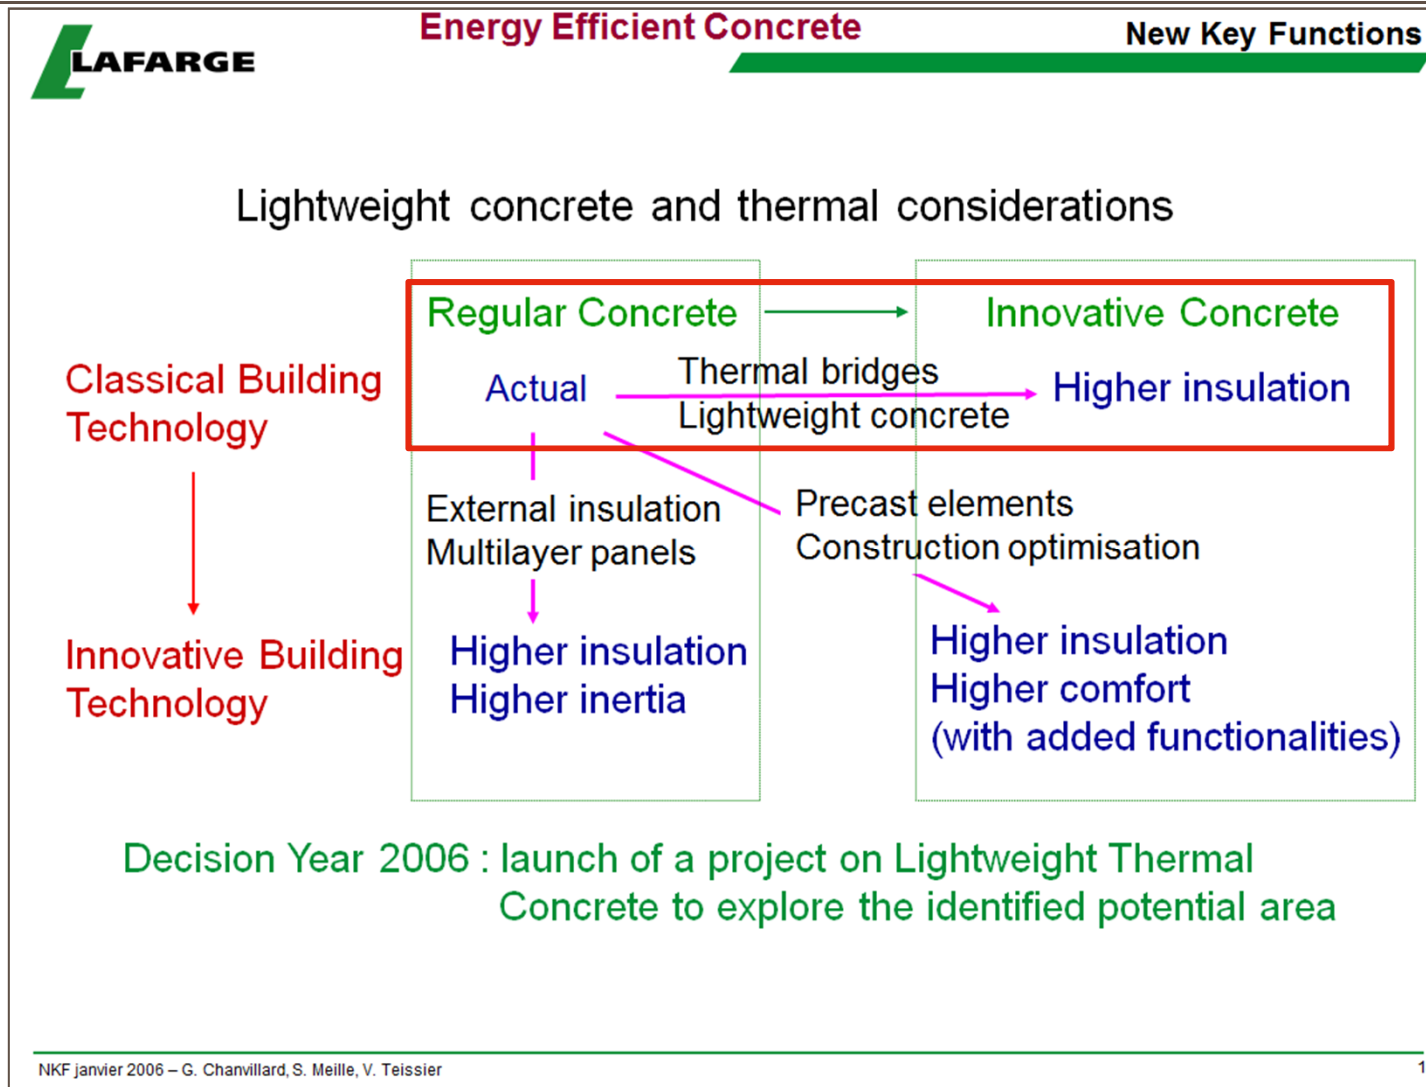 Energy Efficient Concrete
New Key Functions
LAFARGE
Lightweight concrete and thermal considerations
Regular Concrete
Innovative Concrete
Classical Building
Technology
Actual
Thermal bridges
Lightweight concrete
Higher insulation
External insulation
Multilayer panels
Precast elements
Construction optimisation
Innovative Building
Technology
Higher insulation
Higher inertia
Higher insulation
Higher comfort
(with added functionalities)
Decision Year 2006 : launch of a project on Lightweight Thermal
Concrete to explore the identified potential area
NKF janvier 2006 – G. Chanvillard, S. Meille, V. Teissier
1